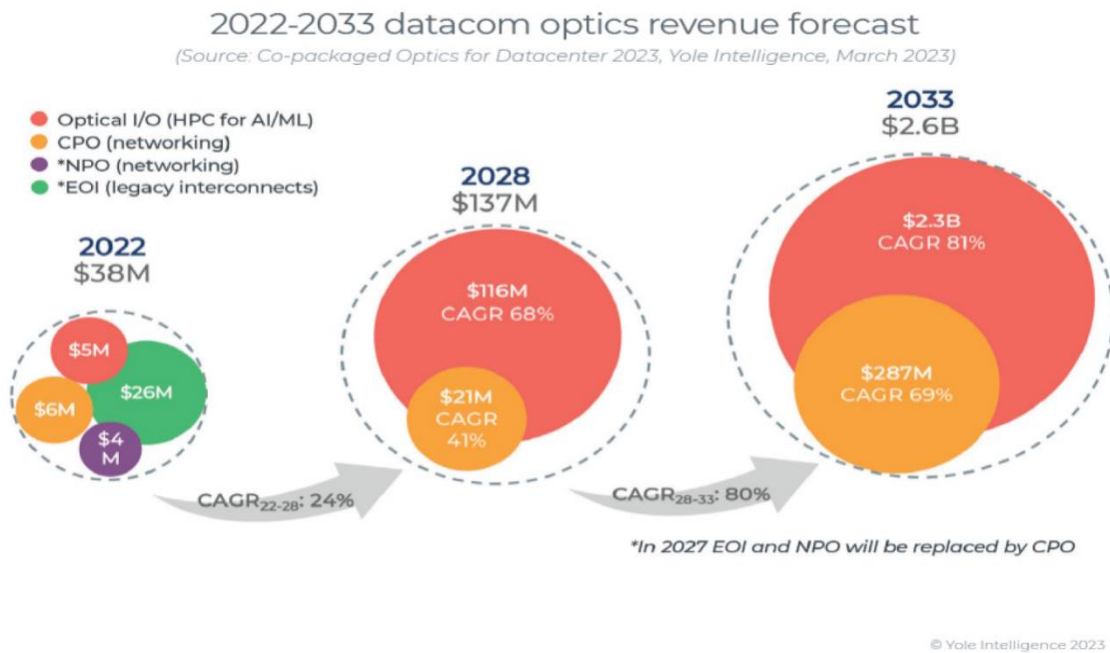 2022-2033 datacom optics revenue forecast
(Source: Co-packaged Optics for Datacenter 2023, Yole Intelligence, March 2023)
Optical I/O (HPC for AI/ML)
CPO (networking)
*NPO (networking)
*EOI (legacy interconnects)
2022
$38M
$5M
$6M
$26M
$4
M
2028
$137M
$116M
CAGR 68%
$21M
CAGR
41%
2033
$2.6B
$2.3B
CAGR 81%
$287M
CAGR 69%
CAGR22-28: 24%
CAGR28-33: 80%
*In 2027 EOI and NPO will be replaced by CPO
© Yole Intelligence 2023